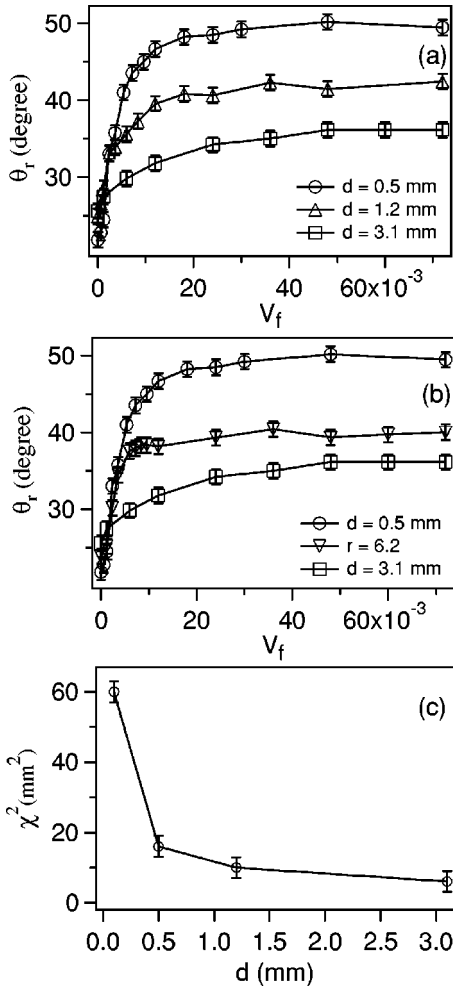 50
40
30
θr (degree)
(a)
d = 0.5 mm
d = 1.2 mm
d = 3.1 mm
0 20 40 60x10-3
Vf
50
40
30
θr (degree)
(b)
d = 0.5 mm
r = 6.2
d = 3.1 mm
0 20 40 60x10-3
Vf
60
40
20
0
χ2 (mm2)
(c)
0.0 0.5 1.0 1.5 2.0 2.5 3.0
d (mm)